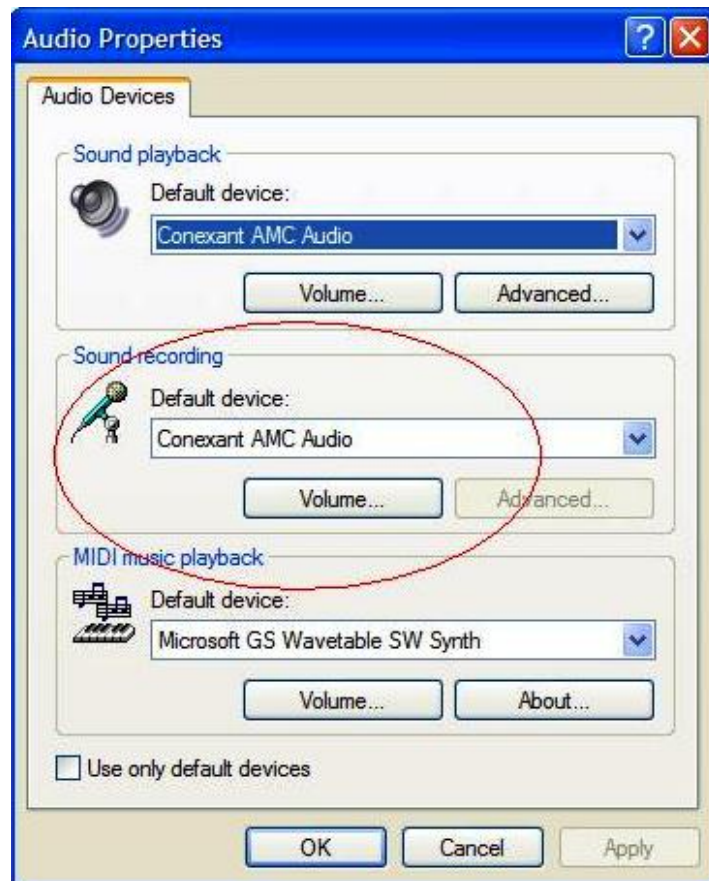 Audio Properties
Audio Devices
Sound playback
Default device:
Conexant AMC Audio
Volume... Advanced...
Sound recording
Default device:
Conexant AMC Audio
Volume... Advanced...
MIDI music playback
Default device:
Microsoft GS Wavetable SW Synth
Volume... About...
Use only default devices
OK Cancel Apply